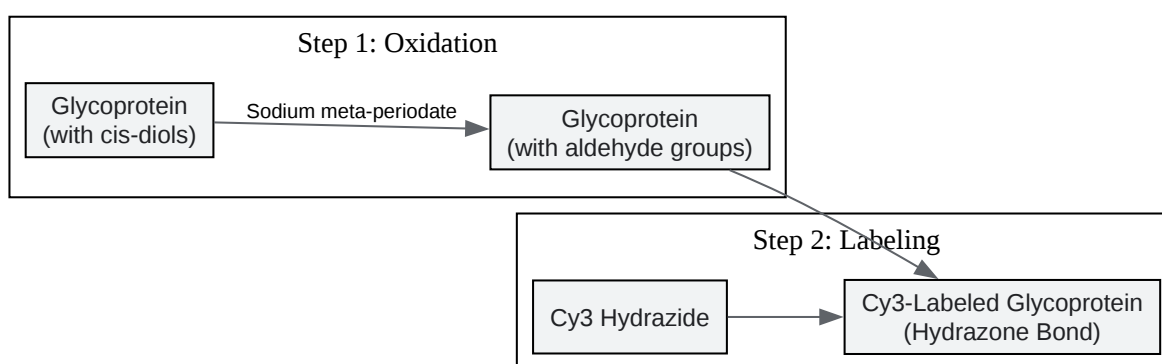 Step 1: Oxidation
Glycoprotein
(with cis-diols)
Sodium meta-periodate
Glycoprotein
(with aldehyde groups)
Step 2: Labeling
Cy3 Hydrazide
Cy3-Labeled Glycoprotein
(Hydrazone Bond)